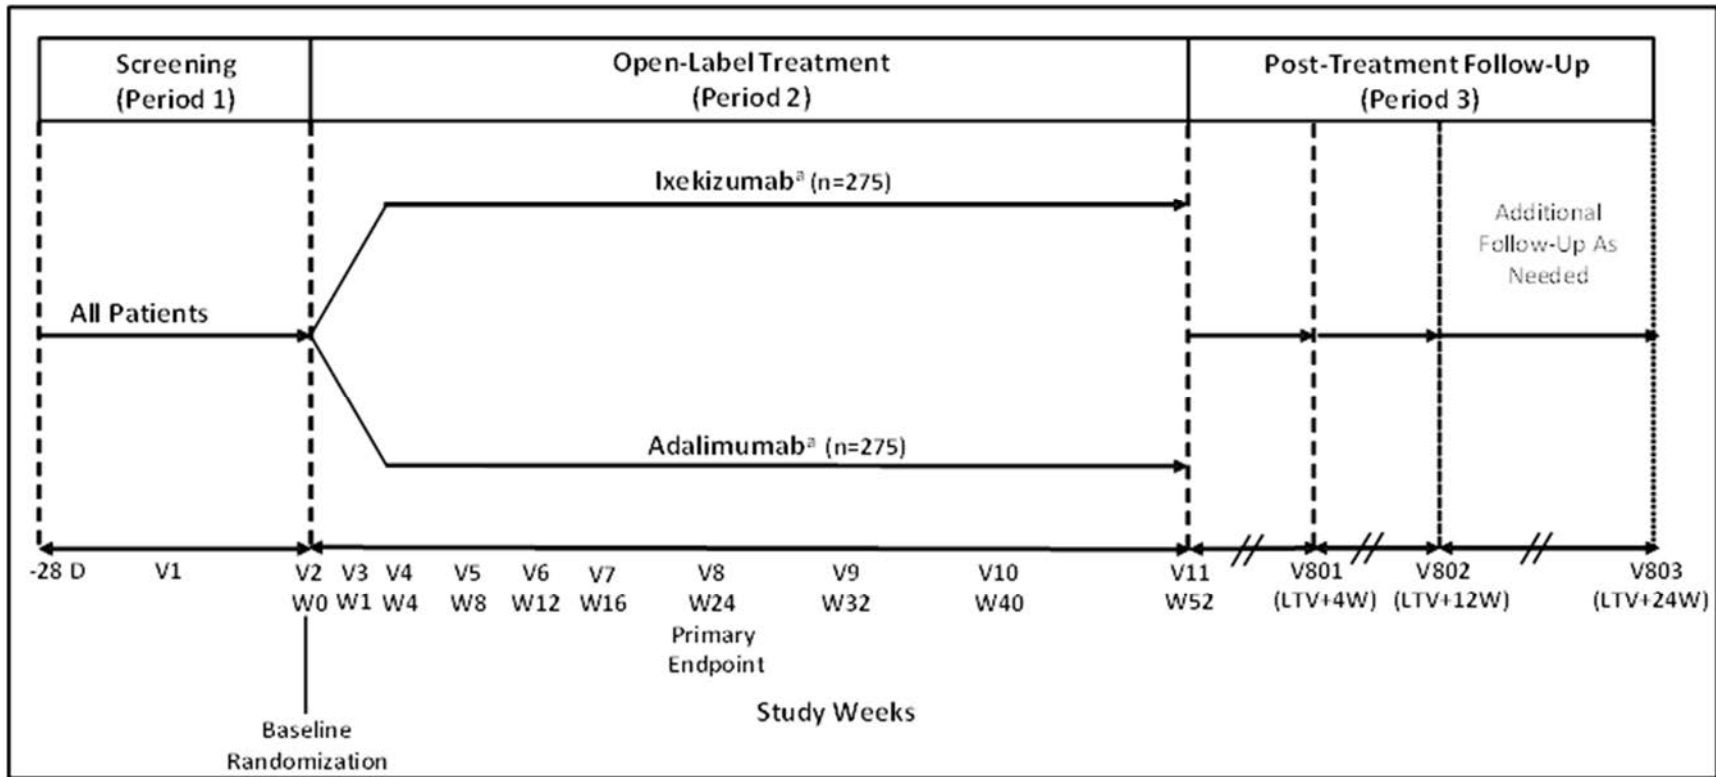 Screening
(Period 1)
Open-Label Treatment
(Period 2)
Post-Treatment Follow-Up
(Period 3)
Ixekizumabᵃ (n=275)
Additional
Follow-Up As
Needed
All Patients
Adalimumabᵃ (n=275)
-28 D V1 V2 V3 V4 V5 V6 V7 V8 V9 V10 V11 V801 V802 V803
W0 W1 W4 W8 W12 W16 W24 W32 W40 W52 (LTV+4W) (LTV+12W) (LTV+24W)
Primary
Endpoint
Study Weeks
Baseline
Randomization